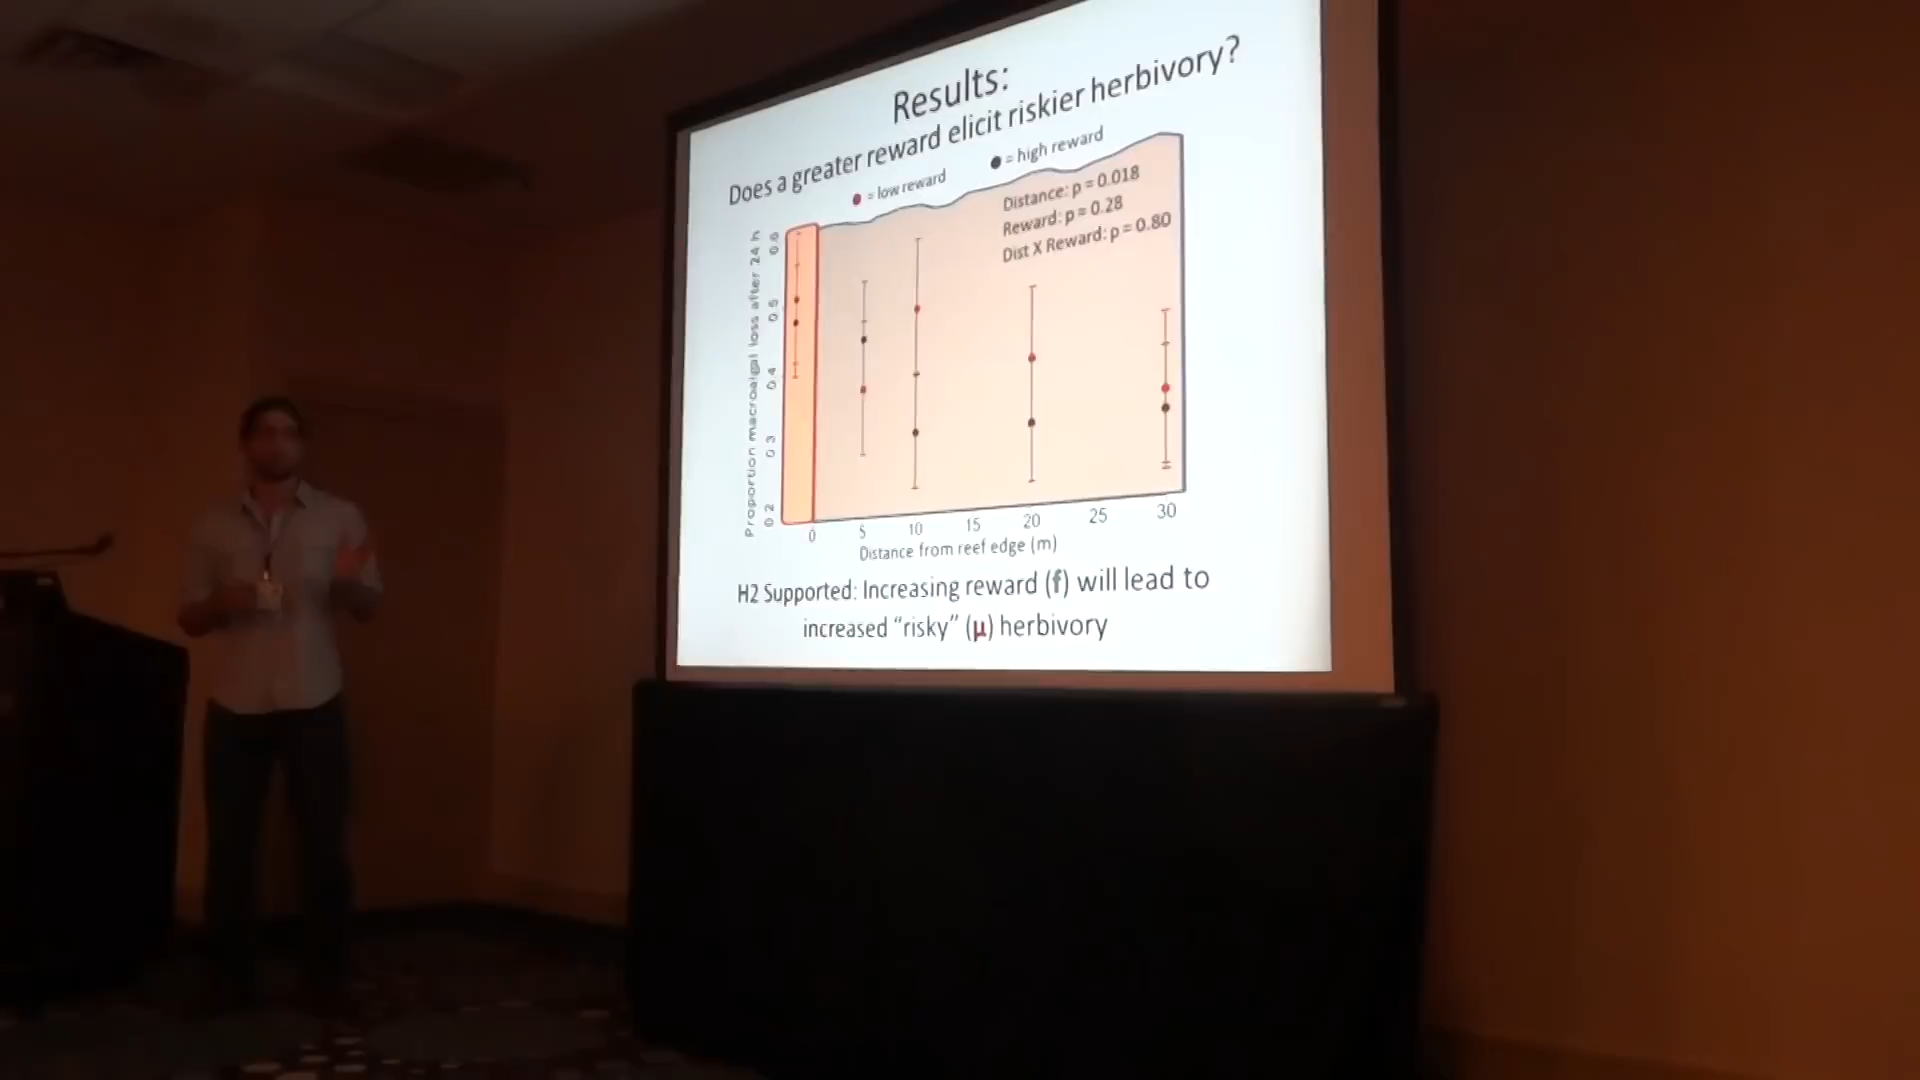 Results:
Does a greater reward elicit riskier herbivory?
= low reward
= high reward
Distance: p = 0.018
Reward: p = 0.28
Dist X Reward: p = 0.80
Proportion macroalgal loss after 24 h
0.6
0.5
0.4
0.3
0.2
0 5 10 15 20 25 30
Distance from reef edge (m)
H2 Supported: Increasing reward (f) will lead to
increased “risky” (µ) herbivory